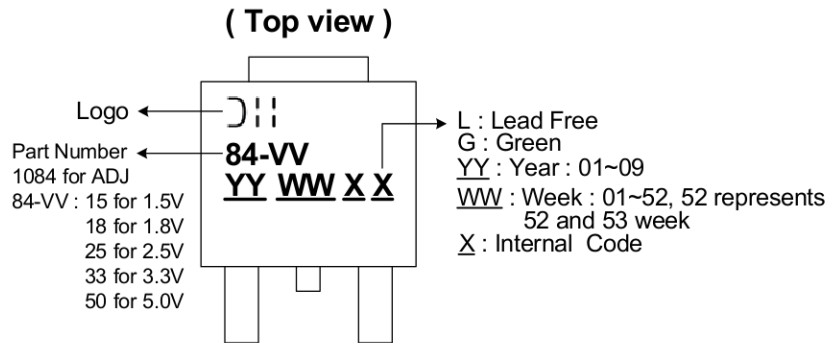 ( Top view )
Logo
Part Number
1084 for ADJ
84-VV : 15 for 1.5V
18 for 1.8V
25 for 2.5V
33 for 3.3V
50 for 5.0V
84-VV
YY WW X X
L : Lead Free
G : Green
YY : Year : 01~09
WW : Week : 01~52, 52 represents
52 and 53 week
X : Internal Code